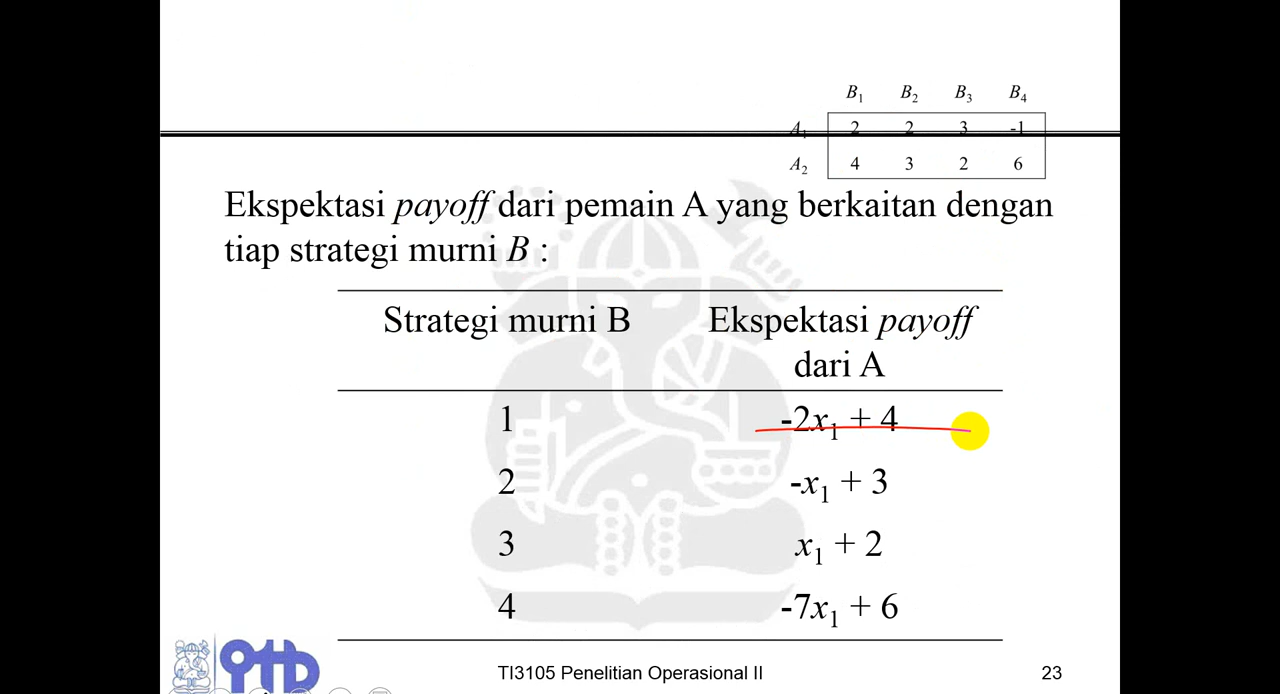 B1 B2 B3 B4
A1 2 2 3 -1
A2 4 3 2 6
Ekspektasi payoff dari pemain A yang berkaitan dengan
tiap strategi murni B :
Strategi murni B Ekspektasi payoff
dari A
1 -2x1 + 4
2 -x1 + 3
3 x1 + 2
4 -7x1 + 6
TI3105 Penelitian Operasional II 23